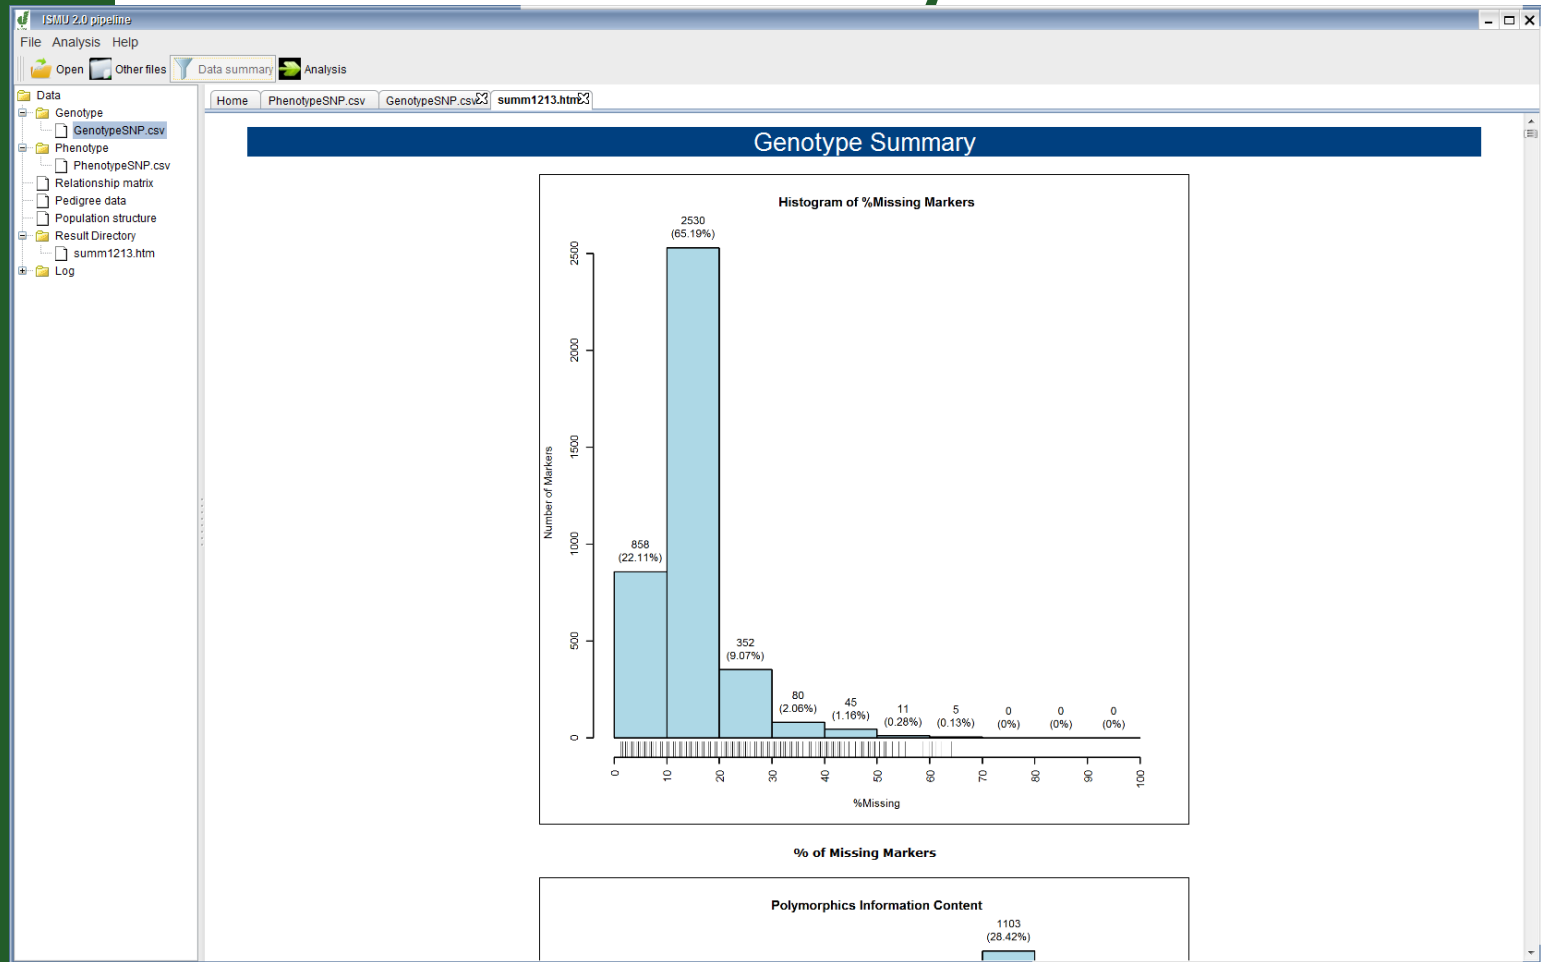 ISMU 2.0 pipeline
File Analysis Help
Open Other files Data summary Analysis
Data
Genotype
GenotypeSNP.csv
Phenotype
PhenotypeSNP.csv
Relationship matrix
Pedigree data
Population structure
Result Directory
summ1213.htm
Log
Home PhenotypeSNP.csv GenotypeSNP.csv summ1213.htm
Genotype Summary
Histogram of %Missing Markers
2530
(65.19%)
858
(22.11%)
352
(9.07%)
80
(2.06%)
45
(1.16%)
11
(0.28%)
5
(0.13%)
0
(0%)
0
(0%)
0
(0%)
Number of Markers
2500
2000
1500
1000
500
0
0 10 20 30 40 50 60 70 80 90 100
%Missing
% of Missing Markers
Polymorphics Information Content
1103
(28.42%)